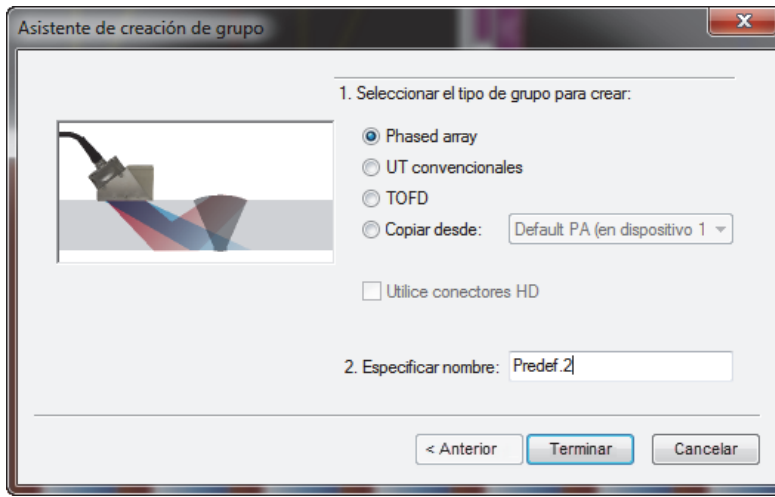 Asistente de creación de grupo
1. Seleccionar el tipo de grupo para crear:
Phased array
UT convencionales
TOFD
Copiar desde: Default PA (en dispositivo 1
Utilice conectores HD
2. Especificar nombre: Predef.2
< Anterior Terminar Cancelar